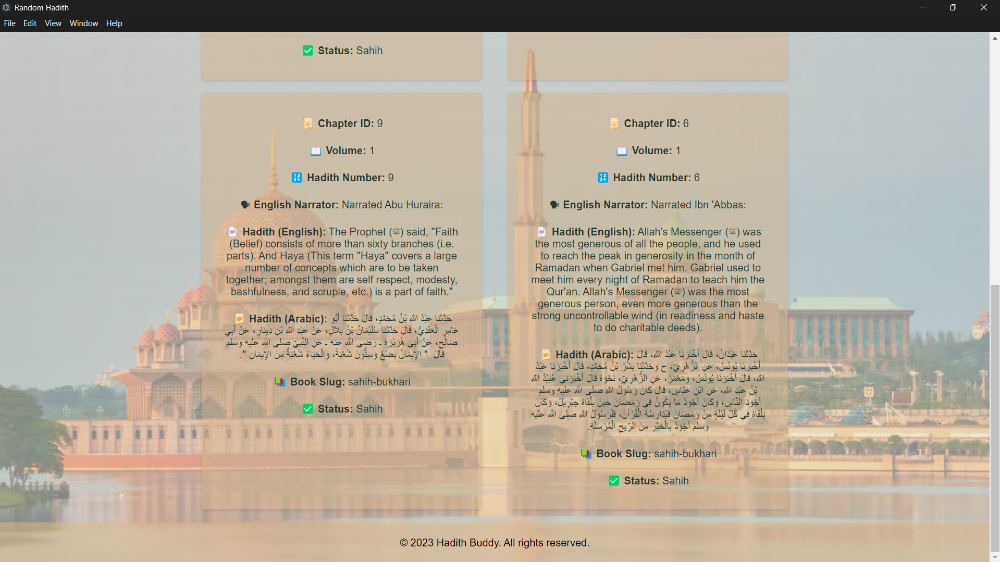 Random Hadith
File Edit View Window Help
✅ Status: Sahih
📜 Chapter ID: 9
📖 Volume: 1
🔢 Hadith Number: 9
🗣 English Narrator: Narrated Abu Huraira:
📄 Hadith (English): The Prophet (ﷺ) said, "Faith
(Belief) consists of more than sixty branches (i.e.
parts). And Haya (This term "Haya" covers a large
number of concepts which are to be taken
together; amongst them are self respect, modesty,
bashfulness, and scruple, etc.) is a part of faith."
📜 Hadith (Arabic): حَدَّثَنَا عَبْدُ اللَّهِ بْنُ مُحَمَّدٍ، قَالَ حَدَّثَنَا أَبُو
عَامِرٍ الْعَقَدِيُّ، قَالَ حَدَّثَنَا سُلَيْمَانُ بْنُ بِلاَلٍ، عَنْ عَبْدِ اللَّهِ بْنِ دِينَارٍ، عَنْ أَبِي
صَالِحٍ، عَنْ أَبِي هُرَيْرَةَ ـ رضى الله عنه ـ عَنِ النَّبِيِّ صلى الله عليه وسلم
قَالَ ‏ "‏ الإِيمَانُ بِضْعٌ وَسِتُّونَ شُعْبَةً، وَالْحَيَاءُ شُعْبَةٌ مِنَ الإِيمَانِ ‏"‏‏.‏
📚 Book Slug: sahih-bukhari
✅ Status: Sahih
📜 Chapter ID: 6
📖 Volume: 1
🔢 Hadith Number: 6
🗣 English Narrator: Narrated Ibn 'Abbas:
📄 Hadith (English): Allah's Messenger (ﷺ) was
the most generous of all the people, and he used
to reach the peak in generosity in the month of
Ramadan when Gabriel met him. Gabriel used to
meet him every night of Ramadan to teach him the
Qur'an. Allah's Messenger (ﷺ) was the most
generous person, even more generous than the
strong uncontrollable wind (in readiness and haste
to do charitable deeds).
📜 Hadith (Arabic): حَدَّثَنَا عَبْدَانُ، قَالَ أَخْبَرَنَا عَبْدُ اللَّهِ، قَالَ
أَخْبَرَنَا يُونُسُ، عَنِ الزُّهْرِيِّ، ح وَحَدَّثَنَا بِشْرُ بْنُ مُحَمَّدٍ، قَالَ أَخْبَرَنَا عَبْدُ
اللَّهِ، قَالَ أَخْبَرَنَا يُونُسُ، وَمَعْمَرٌ، عَنِ الزُّهْرِيِّ، نَحْوَهُ قَالَ أَخْبَرَنِي عُبَيْدُ اللَّهِ
بْنُ عَبْدِ اللَّهِ، عَنِ ابْنِ عَبَّاسٍ، قَالَ كَانَ رَسُولُ اللَّهِ صلى الله عليه وسلم
أَجْوَدَ النَّاسِ، وَكَانَ أَجْوَدُ مَا يَكُونُ فِي رَمَضَانَ حِينَ يَلْقَاهُ جِبْرِيلُ، وَكَانَ
يَلْقَاهُ فِي كُلِّ لَيْلَةٍ مِنْ رَمَضَانَ فَيُدَارِسُهُ الْقُرْآنَ، فَلَرَسُولُ اللَّهِ صلى الله عليه
وسلم أَجْوَدُ بِالْخَيْرِ مِنَ الرِّيحِ الْمُرْسَلَةِ‏.‏
📚 Book Slug: sahih-bukhari
✅ Status: Sahih
© 2023 Hadith Buddy. All rights reserved.